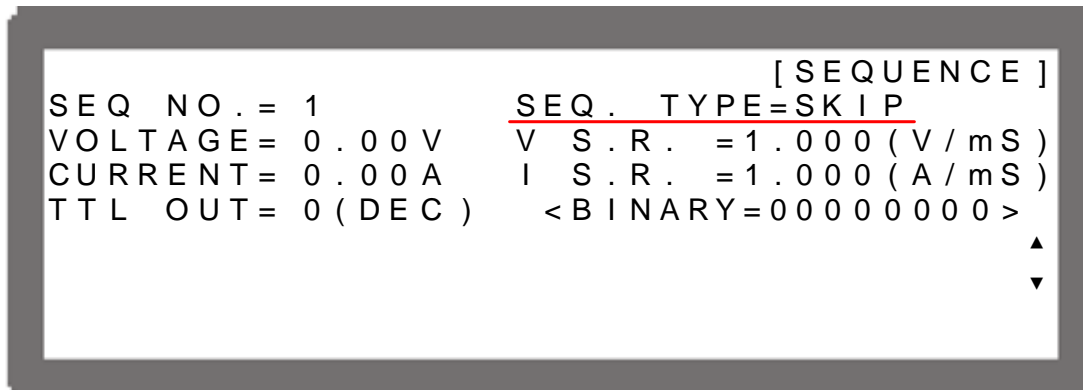 [SEQUENCE]
SEQ NO.= 1 SEQ. TYPE=SKIP
VOLTAGE= 0.00V V S.R. =1.000(V/mS)
CURRENT= 0.00A I S.R. =1.000(A/mS)
TTL OUT= 0(DEC) <BINARY=00000000>
▲
▼